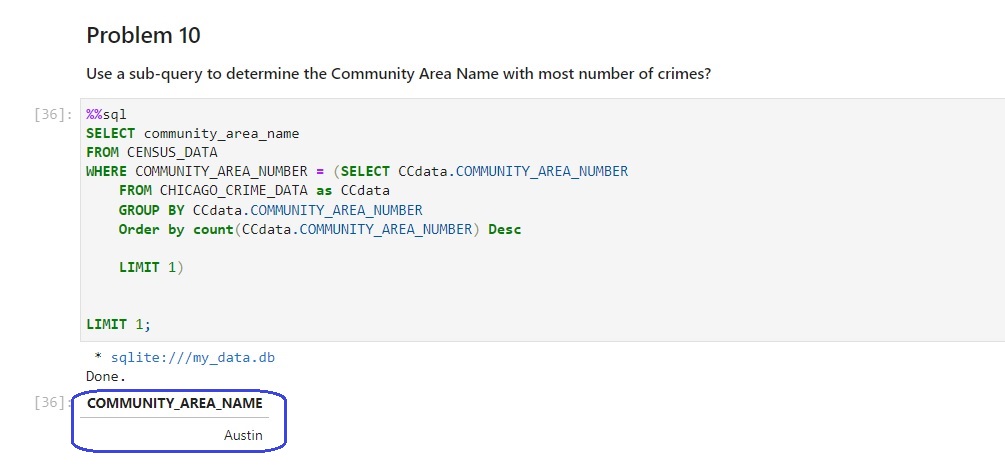 Problem 10
Use a sub-query to determine the Community Area Name with most number of crimes?
[36]: %%sql
SELECT community_area_name
FROM CENSUS_DATA
WHERE COMMUNITY_AREA_NUMBER = (SELECT CCdata.COMMUNITY_AREA_NUMBER
FROM CHICAGO_CRIME_DATA as CCdata
GROUP BY CCdata.COMMUNITY_AREA_NUMBER
Order by count(CCdata.COMMUNITY_AREA_NUMBER) Desc
LIMIT 1)
LIMIT 1;
* sqlite:///my_data.db
Done.
[36]: COMMUNITY_AREA_NAME
Austin